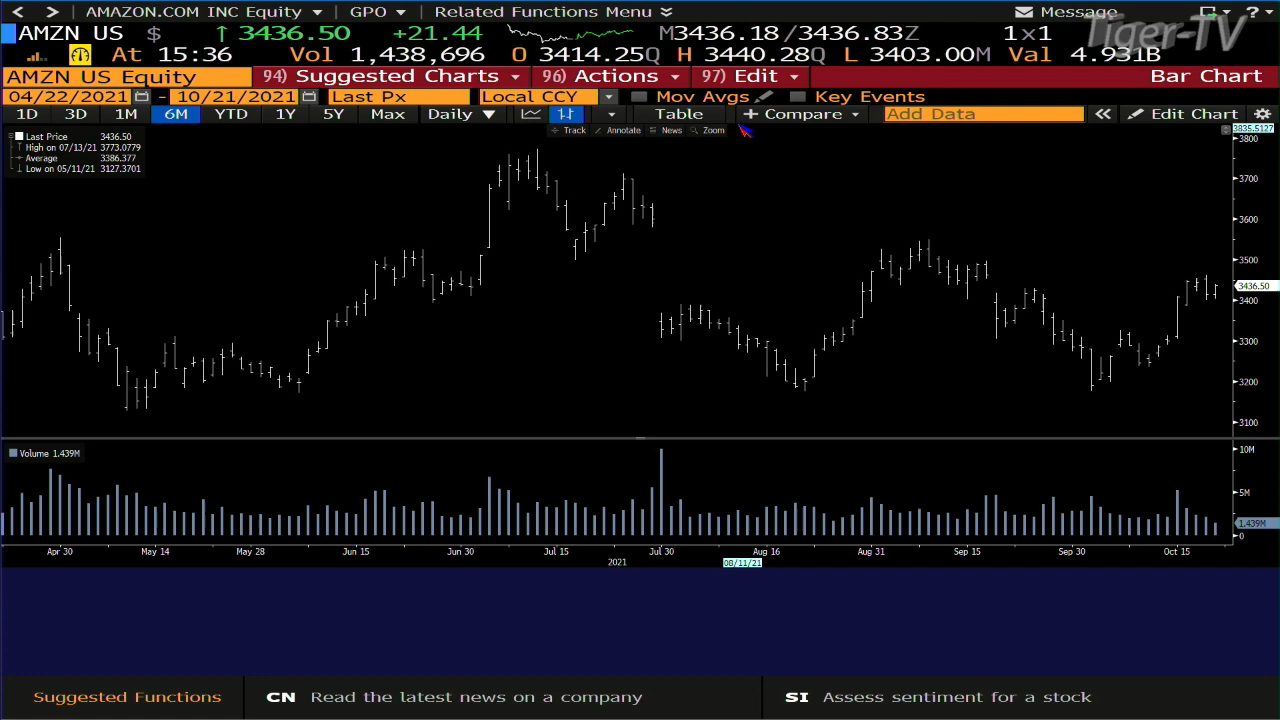 < > AMAZON.COM INC Equity GPO Related Functions Menu Message ?
Tiger-TV
AMZN US $ ↑ 3436.50 +21.44 M3436.18/3436.83Z 1x1
At 15:36 Vol 1,438,696 O 3414.25Q H 3440.28Q L 3403.00M Val 4.931B
AMZN US Equity 94) Suggested Charts 96) Actions 97) Edit Bar Chart
04/22/2021 - 10/21/2021 Last Px Local CCY Mov Avgs Key Events
1D 3D 1M 6M YTD 1Y 5Y Max Daily ▼ Table + Compare Add Data « Edit Chart
Track Annotate News Zoom
3835.5127
Last Price 3436.50
High on 07/13/21 3773.0779
Average 3386.377
Low on 05/11/21 3127.3701
3800
3700
3600
3500
3436.50
3400
3300
3200
3100
Volume 1.439M
10M
5M
1.439M
0
Apr 30 May 14 May 28 Jun 15 Jun 30 Jul 15 Jul 30 Aug 16 Aug 31 Sep 15 Sep 30 Oct 15
2021 08/11/21
Suggested Functions CN Read the latest news on a company SI Assess sentiment for a stock